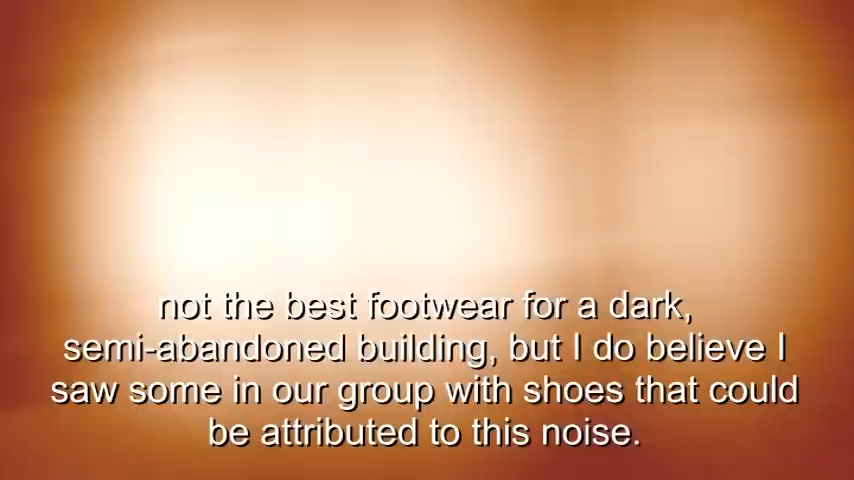 not the best footwear for a dark,
semi-abandoned building, but I do believe I
saw some in our group with shoes that could
be attributed to this noise.